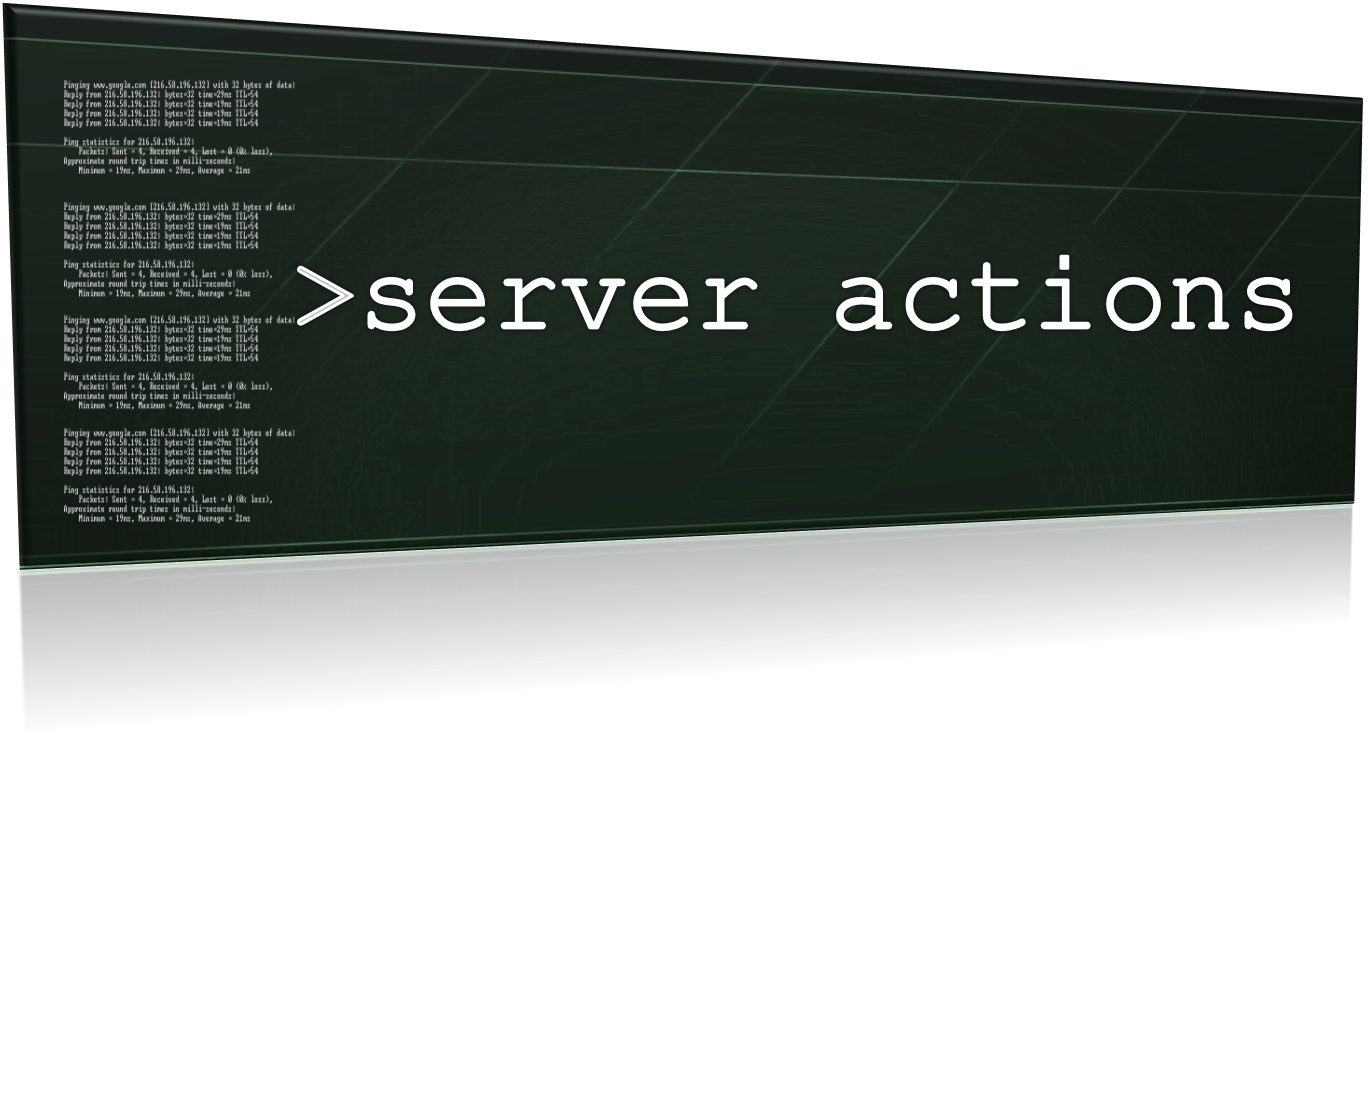 Pinging www.google.com [216.58.196.132] with 32 bytes of data:
Reply from 216.58.196.132: bytes=32 time=29ms TTL=54
Reply from 216.58.196.132: bytes=32 time=19ms TTL=54
Reply from 216.58.196.132: bytes=32 time=19ms TTL=54
Reply from 216.58.196.132: bytes=32 time=19ms TTL=54
Ping statistics for 216.58.196.132:
Packets: Sent = 4, Received = 4, Lost = 0 (0% loss),
Approximate round trip times in milli-seconds:
Minimum = 19ms, Maximum = 29ms, Average = 21ms
Pinging www.google.com [216.58.196.132] with 32 bytes of data:
Reply from 216.58.196.132: bytes=32 time=29ms TTL=54
Reply from 216.58.196.132: bytes=32 time=19ms TTL=54
Reply from 216.58.196.132: bytes=32 time=19ms TTL=54
Reply from 216.58.196.132: bytes=32 time=19ms TTL=54
Ping statistics for 216.58.196.132:
Packets: Sent = 4, Received = 4, Lost = 0 (0% loss),
Approximate round trip times in milli-seconds:
Minimum = 19ms, Maximum = 29ms, Average = 21ms
Pinging www.google.com [216.58.196.132] with 32 bytes of data:
Reply from 216.58.196.132: bytes=32 time=29ms TTL=54
Reply from 216.58.196.132: bytes=32 time=19ms TTL=54
Reply from 216.58.196.132: bytes=32 time=19ms TTL=54
Reply from 216.58.196.132: bytes=32 time=19ms TTL=54
Ping statistics for 216.58.196.132:
Packets: Sent = 4, Received = 4, Lost = 0 (0% loss),
Approximate round trip times in milli-seconds:
Minimum = 19ms, Maximum = 29ms, Average = 21ms
Pinging www.google.com [216.58.196.132] with 32 bytes of data:
Reply from 216.58.196.132: bytes=32 time=29ms TTL=54
Reply from 216.58.196.132: bytes=32 time=19ms TTL=54
Reply from 216.58.196.132: bytes=32 time=19ms TTL=54
Reply from 216.58.196.132: bytes=32 time=19ms TTL=54
Ping statistics for 216.58.196.132:
Packets: Sent = 4, Received = 4, Lost = 0 (0% loss),
Approximate round trip times in milli-seconds:
Minimum = 19ms, Maximum = 29ms, Average = 21ms
>server actions